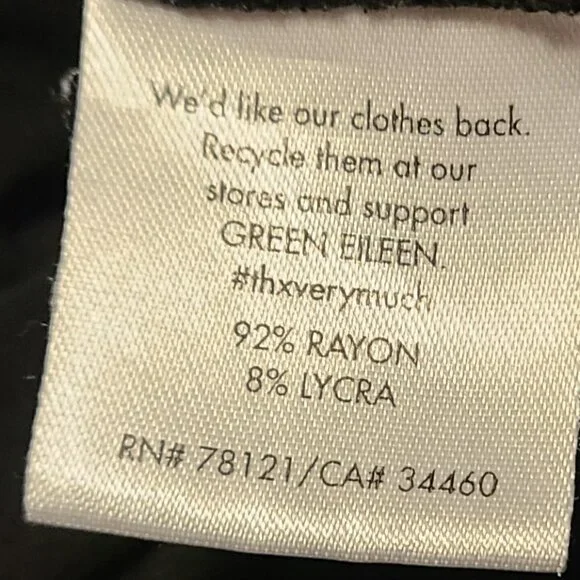 We'd like our clothes back.
Recycle them at our
stores and support
GREEN EILEEN.
#thxverymuch
92% RAYON
8% LYCRA
RN# 78121/CA# 34460